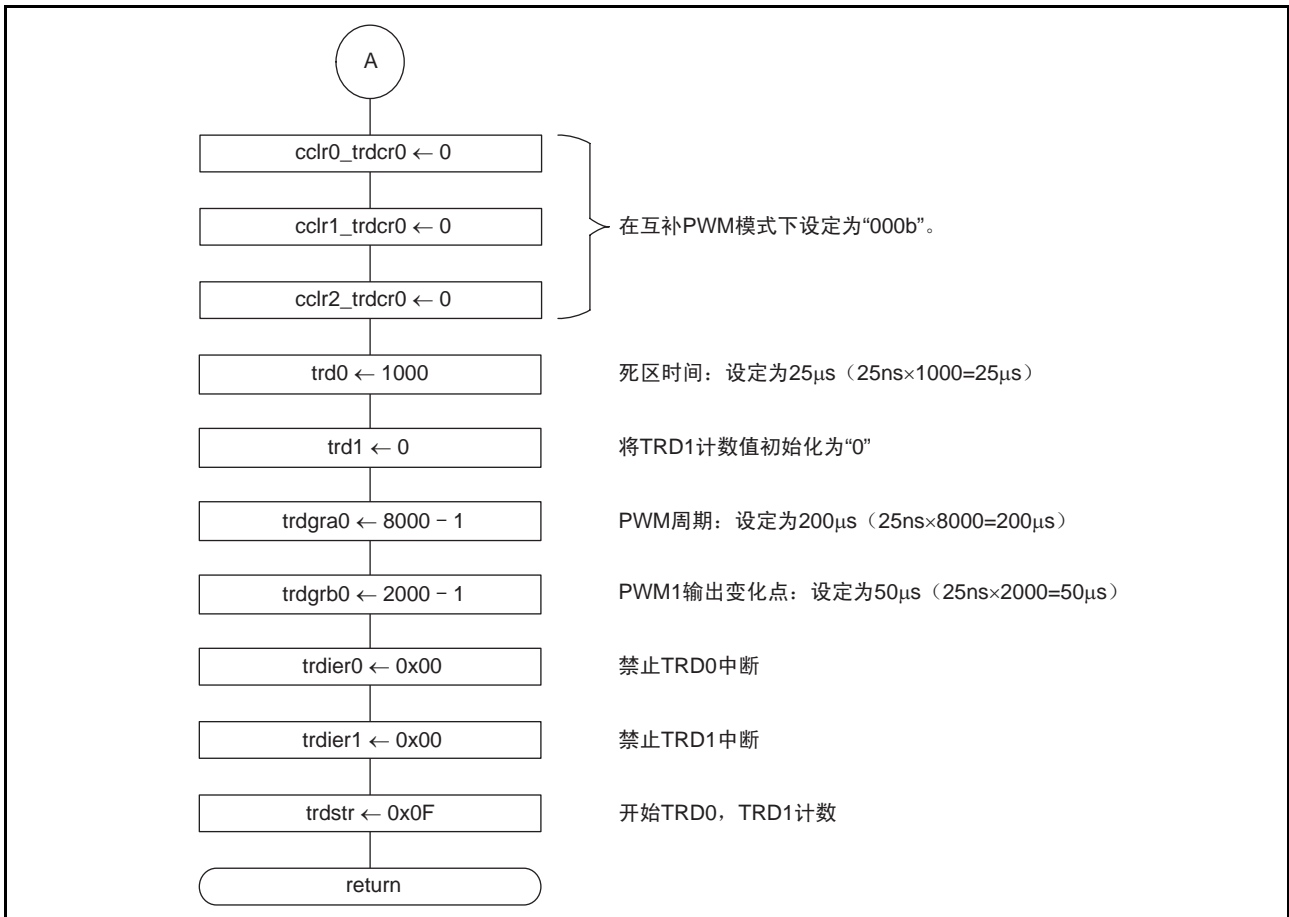 A
cclr0_trdcr0 ← 0
cclr1_trdcr0 ← 0
在互补PWM模式下设定为“000b”。
cclr2_trdcr0 ← 0
trd0 ← 1000
死区时间：设定为25μs（25ns×1000=25μs）
trd1 ← 0
将TRD1计数值初始化为“0”
trdgra0 ← 8000 − 1
PWM周期：设定为200μs（25ns×8000=200μs）
trdgrb0 ← 2000 − 1
PWM1输出变化点：设定为50μs（25ns×2000=50μs）
trdier0 ← 0x00
禁止TRD0中断
trdier1 ← 0x00
禁止TRD1中断
trdstr ← 0x0F
开始TRD0，TRD1计数
return